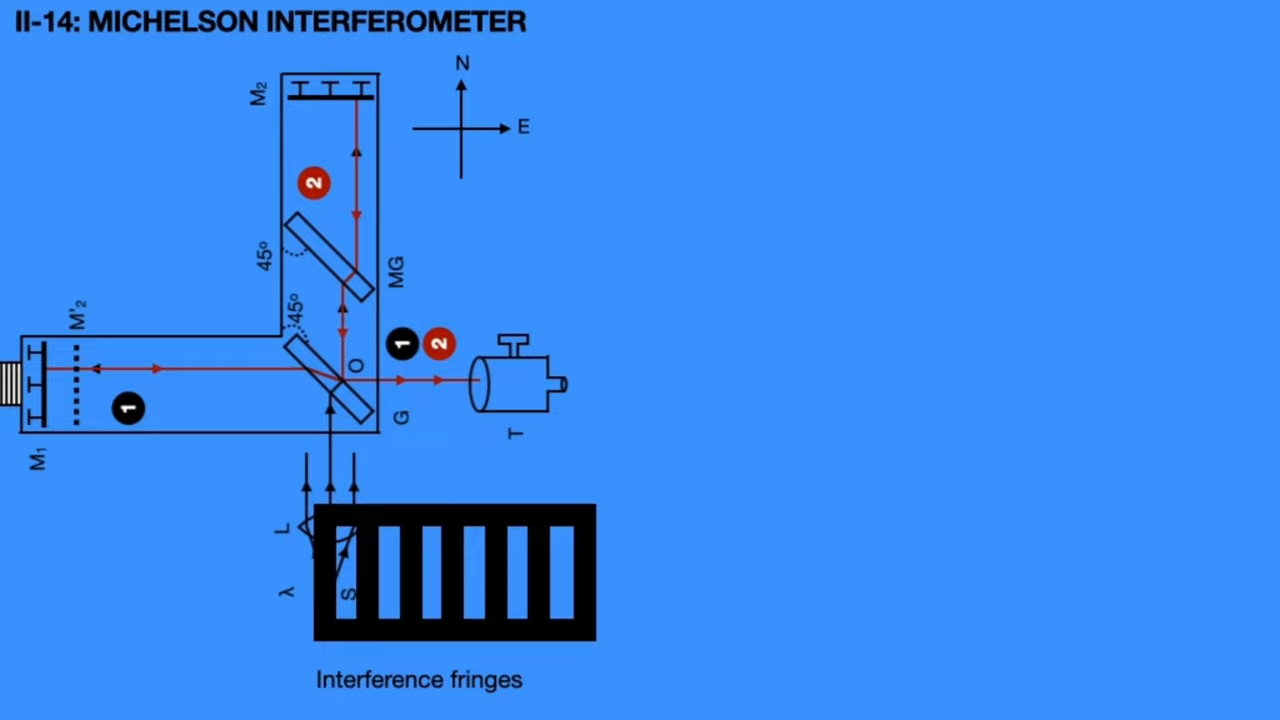 II-14: MICHELSON INTERFEROMETER
N
E
M₂
2
45°
MG
45°
M'₂
O
1
2
1
G
M₁
T
L
λ
S
Interference fringes